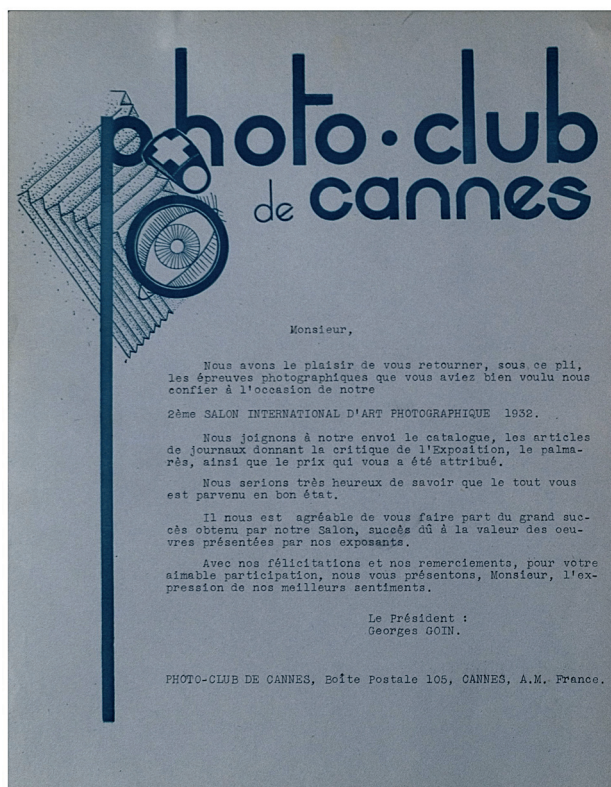 photo·club
de cannes
Monsieur,
Nous avons le plaisir de vous retourner, sous ce pli,
les épreuves photographiques que vous aviez bien voulu nous
confier à l'occasion de notre
2ème SALON INTERNATIONAL D'ART PHOTOGRAPHIQUE 1932.
Nous joignons à notre envoi le catalogue, les articles
de journaux donnant la critique de l'Exposition, le palma-
rès, ainsi que le prix qui vous a été attribué.
Nous serions très heureux de savoir que le tout vous
est parvenu en bon état.
Il nous est agréable de vous faire part du grand suc-
cès obtenu par notre Salon, succès dû à la valeur des oeu-
vres présentées par nos exposants.
Avec nos félicitations et nos remerciements, pour votre
aimable participation, nous vous présentons, Monsieur, l'ex-
pression de nos meilleurs sentiments.
Le Président :
Georges GOIN.
PHOTO-CLUB DE CANNES, Boîte Postale 105, CANNES, A.M. France.